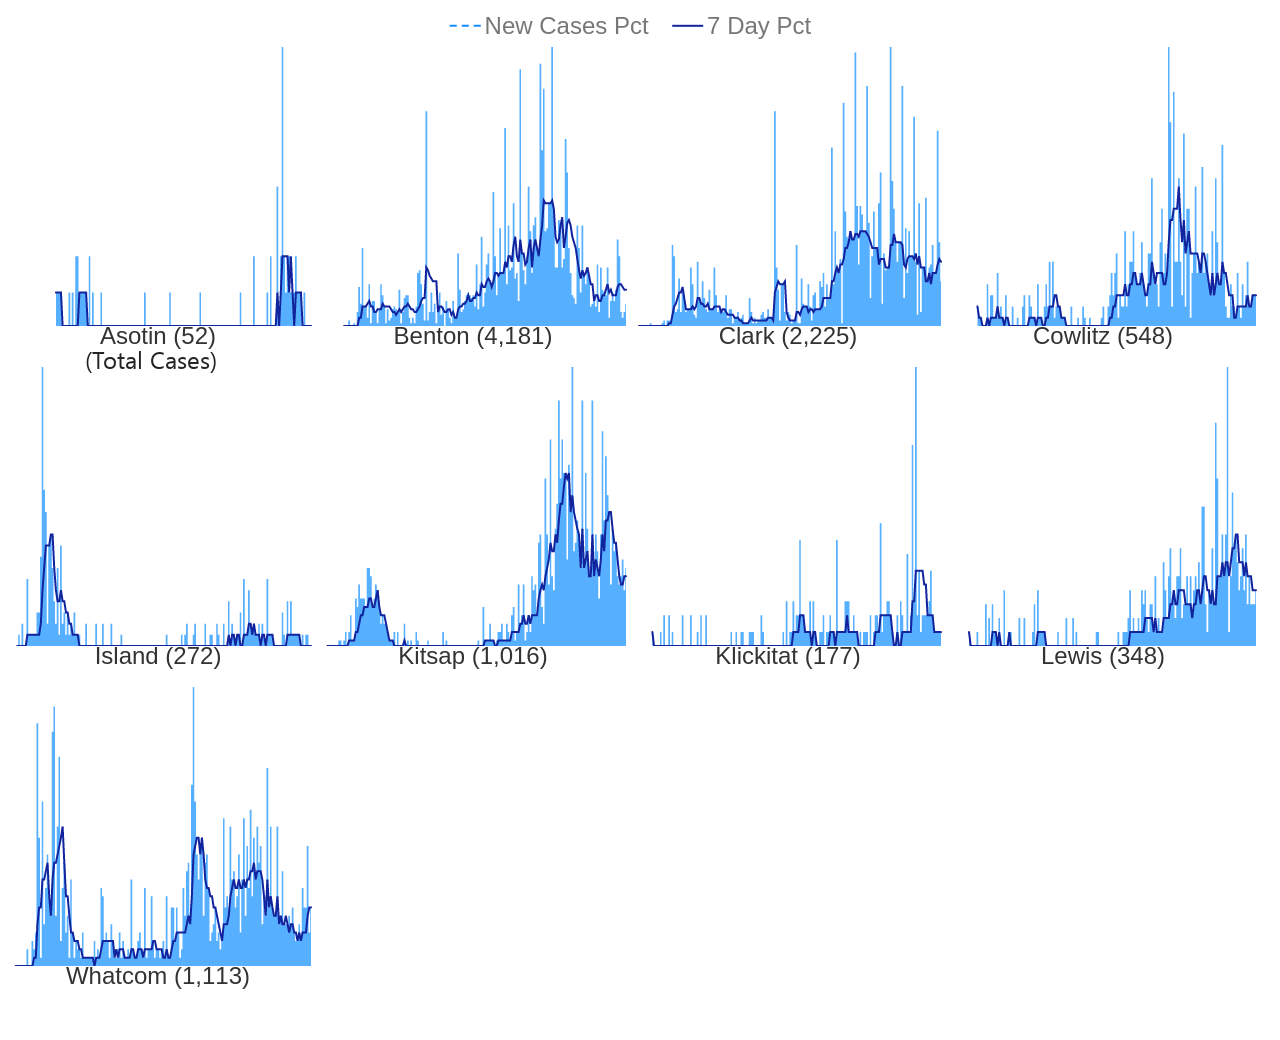 New Cases Pct 7 Day Pct
Asotin (52) Benton (4,181) Clark (2,225) Cowlitz (548)
(Total Cases)
Island (272) Kitsap (1,016) Klickitat (177) Lewis (348)
Whatcom (1,113)